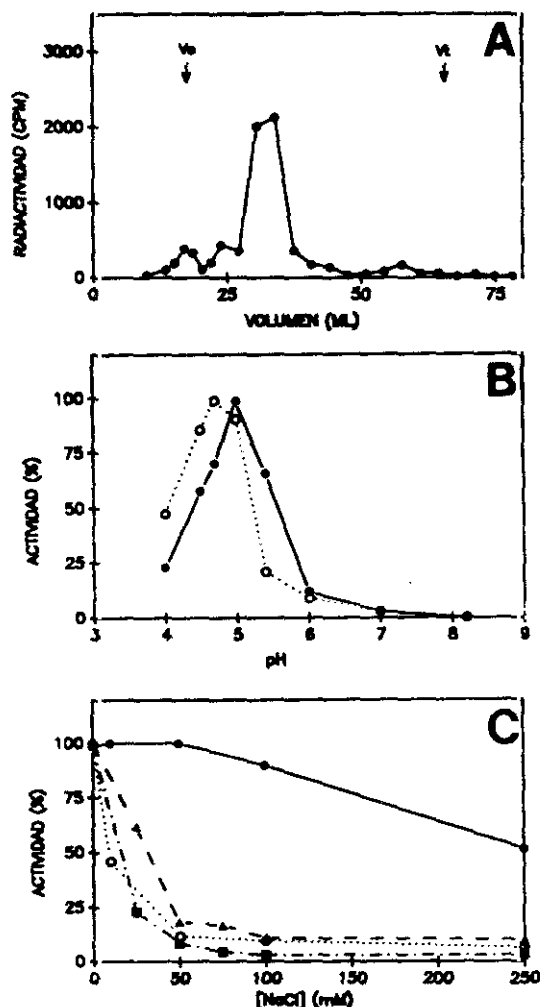 A
Vo
Vt
3000
2000
1000
0
RADIACTIVIDAD (CPM)
0 25 50 75
VOLUMEN (ML)
B
100
75
50
25
0
ACTIVIDAD (%)
3 4 5 6 7 8 9
pH
C
100
75
50
25
0
ACTIVIDAD (%)
0 50 100 150 200 250
[NaCl] (mM)